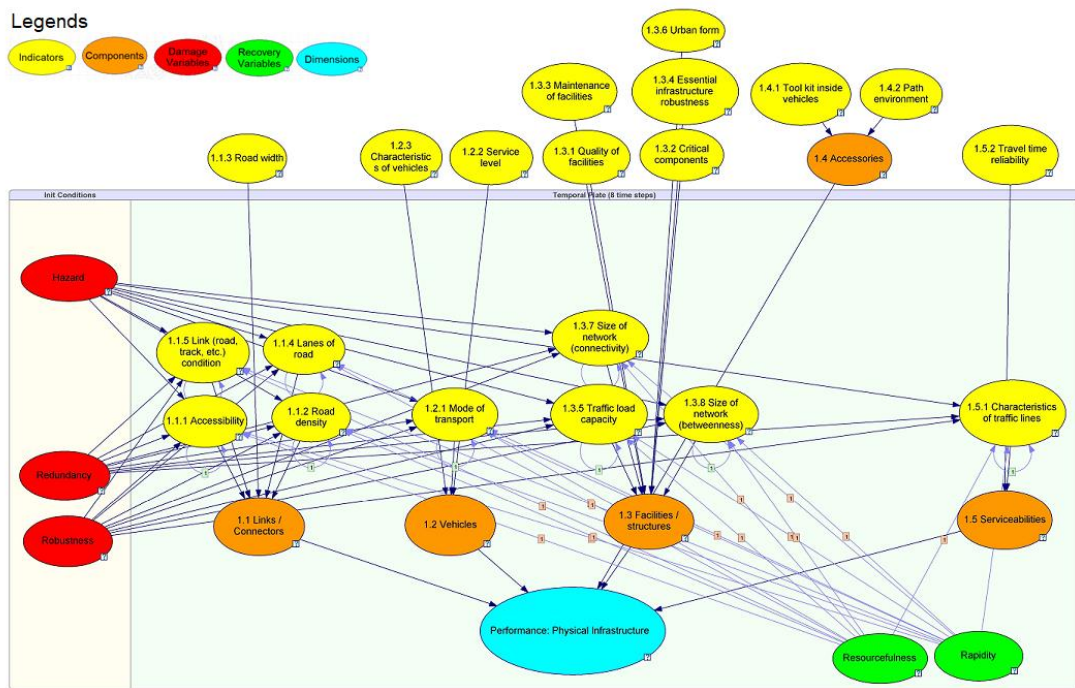 Legends
Indicators
Components
Damage
Variables
Recovery
Variables
Dimensions
1.3.6 Urban form
1.3.3 Maintenance
of facilities
1.3.4 Essential
infrastructure
robustness
1.4.1 Tool kit inside
vehicles
1.4.2 Path
environment
1.1.3 Road width
1.2.3
Characteristic
s of vehicles
1.2.2 Service
level
1.3.1 Quality of
facilities
1.3.2 Critical
components
1.4 Accessories
1.5.2 Travel time
reliability
Init Conditions
Temporal Plate (8 time steps)
Hazard
1.1.5 Link (road,
track, etc.)
condition
1.1.4 Lanes of
road
1.3.7 Size of
network
(connectivity)
1.1.1 Accessibility
1.1.2 Road
density
1.2.1 Mode of
transport
1.3.5 Traffic load
capacity
1.3.8 Size of
network
(betweenness)
1.5.1 Characteristics
of traffic lines
Redundancy
Robustness
1.1 Links /
Connectors
1.2 Vehicles
1.3 Facilities /
structures
1.5 Serviceabilities
Performance: Physical Infrastructure
Resourcefulness
Rapidity